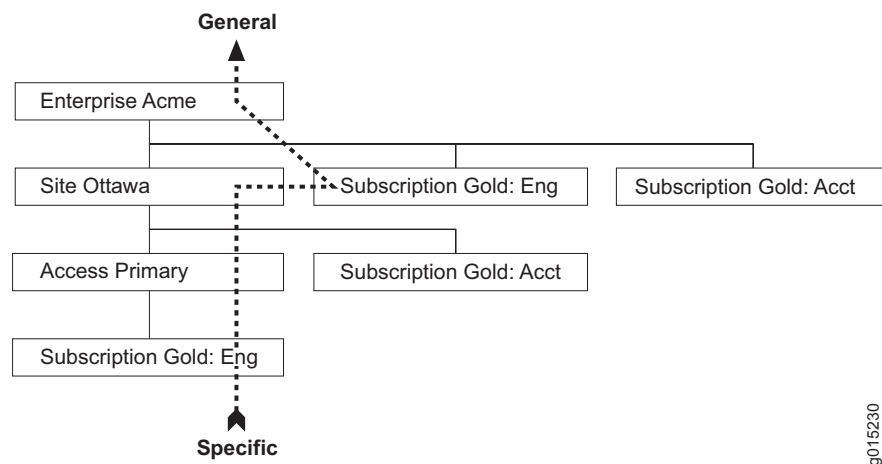 General
Enterprise Acme
Site Ottawa
Subscription Gold: Eng
Subscription Gold: Acct
Access Primary
Subscription Gold: Acct
Subscription Gold: Eng
Specific
g015230